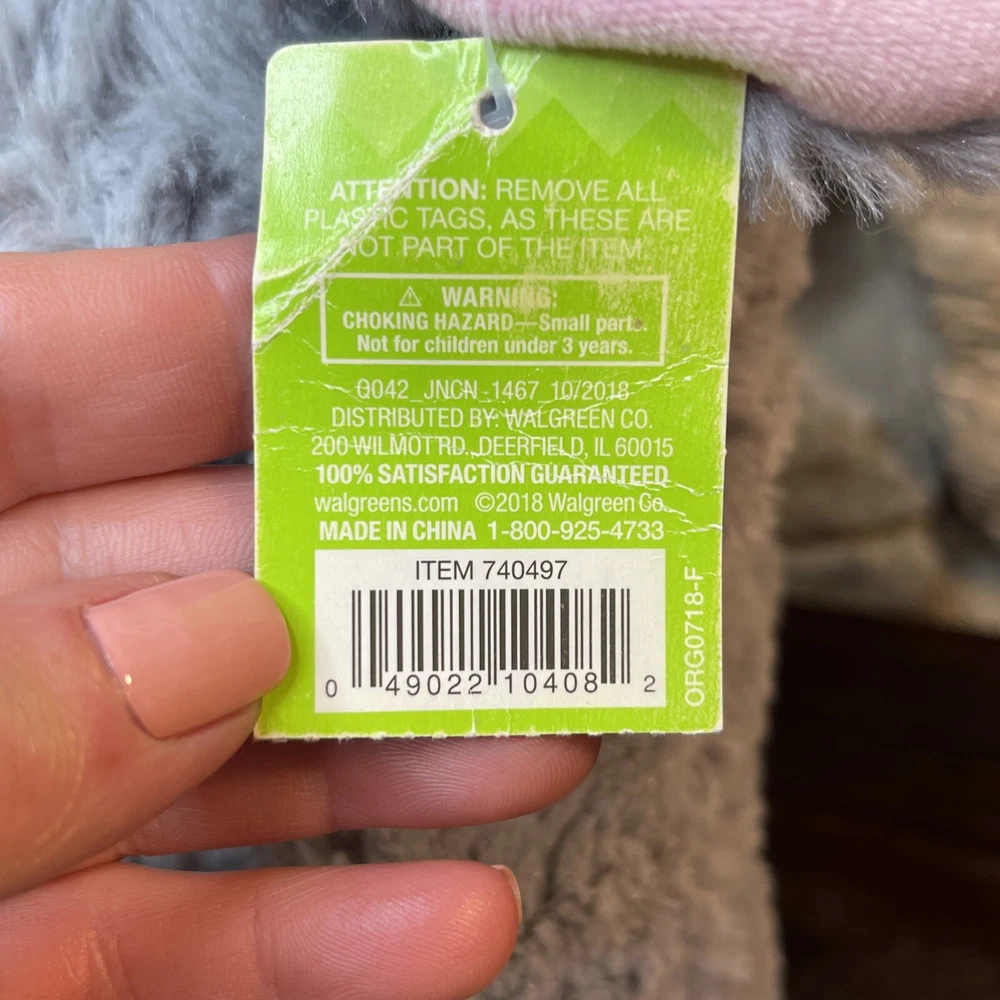 ATTENTION: REMOVE ALL
PLASTIC TAGS, AS THESE ARE
NOT PART OF THE ITEM.
WARNING:
CHOKING HAZARD—Small parts.
Not for children under 3 years.
Q042_JNCN-1467_10/2018
DISTRIBUTED BY: WALGREEN CO.
200 WILMOT RD., DEERFIELD, IL 60015
100% SATISFACTION GUARANTEED
walgreens.com ©2018 Walgreen Co.
MADE IN CHINA 1-800-925-4733
ITEM 740497
0 49022 10408 2
ORG0718-F